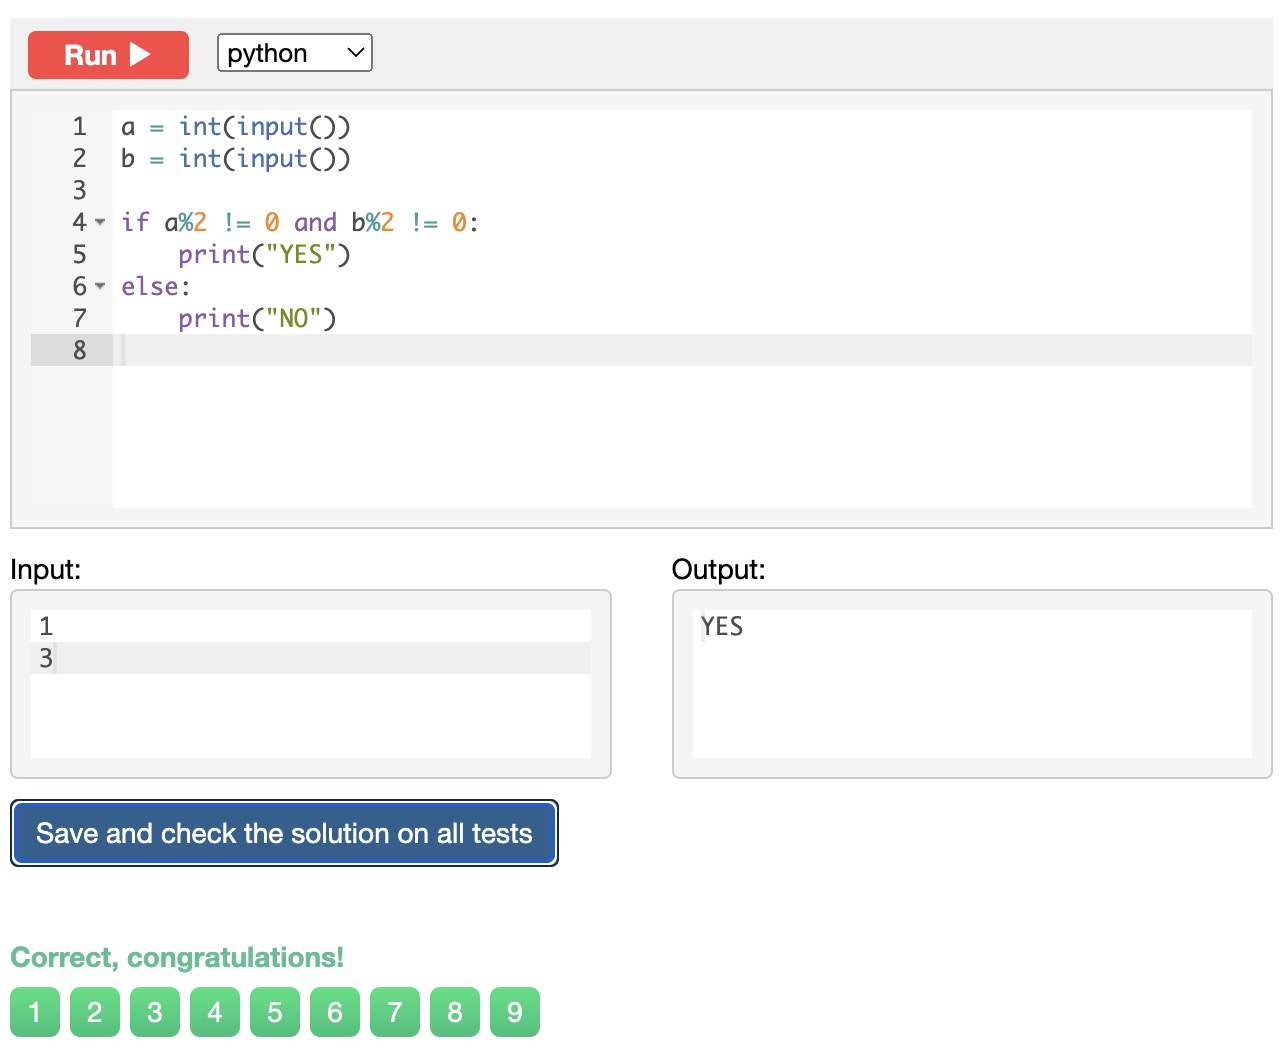 Run
python
1 a = int(input())
2 b = int(input())
3
4 if a%2 != 0 and b%2 != 0:
5     print("YES")
6 else:
7     print("NO")
8
Input:
1
3
Output:
YES
Save and check the solution on all tests
Correct, congratulations!
1 2 3 4 5 6 7 8 9